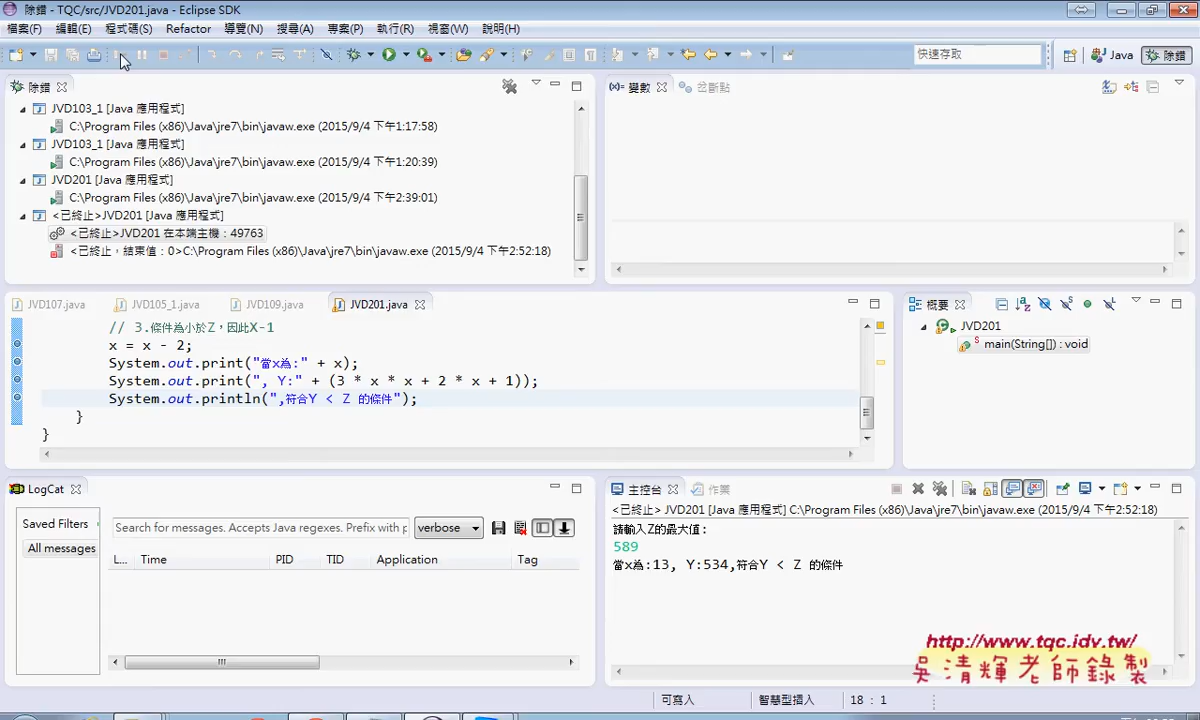 除錯 - TQC/src/JVD201.java - Eclipse SDK
檔案(F) 編輯(E) 程式碼(S) Refactor 導覽(N) 搜尋(A) 專案(P) 執行(R) 視窗(W) 說明(H)
快速存取 Java 除錯
除錯
JVD103_1 [Java 應用程式]
C:\Program Files (x86)\Java\jre7\bin\javaw.exe (2015/9/4 下午1:17:58)
JVD103_1 [Java 應用程式]
C:\Program Files (x86)\Java\jre7\bin\javaw.exe (2015/9/4 下午1:20:39)
JVD201 [Java 應用程式]
C:\Program Files (x86)\Java\jre7\bin\javaw.exe (2015/9/4 下午2:39:01)
<已終止>JVD201 [Java 應用程式]
<已終止>JVD201 在本端主機：49763
<已終止，結束值：0>C:\Program Files (x86)\Java\jre7\bin\javaw.exe (2015/9/4 下午2:52:18)
(x)= 變數 岔斷點
JVD107.java JVD105_1.java JVD109.java JVD201.java
// 3.條件為小於Z，因此X-1
x = x - 2;
System.out.print("當x為:" + x);
System.out.print(", Y:" + (3 * x * x + 2 * x + 1));
System.out.println(",符合Y < Z 的條件");
}
}
概要
JVD201
main(String[]) : void
LogCat
Saved Filters
All messages
Search for messages. Accepts Java regexes. Prefix with p verbose
L... Time PID TID Application Tag
主控台 作業
<已終止> JVD201 [Java 應用程式] C:\Program Files (x86)\Java\jre7\bin\javaw.exe (2015/9/4 下午2:52:18)
請輸入Z的最大值:
589
當x為:13, Y:534,符合Y < Z 的條件
http://www.tqc.idv.tw/
吳清輝老師錄製
可寫入 智慧型插入 18 : 1